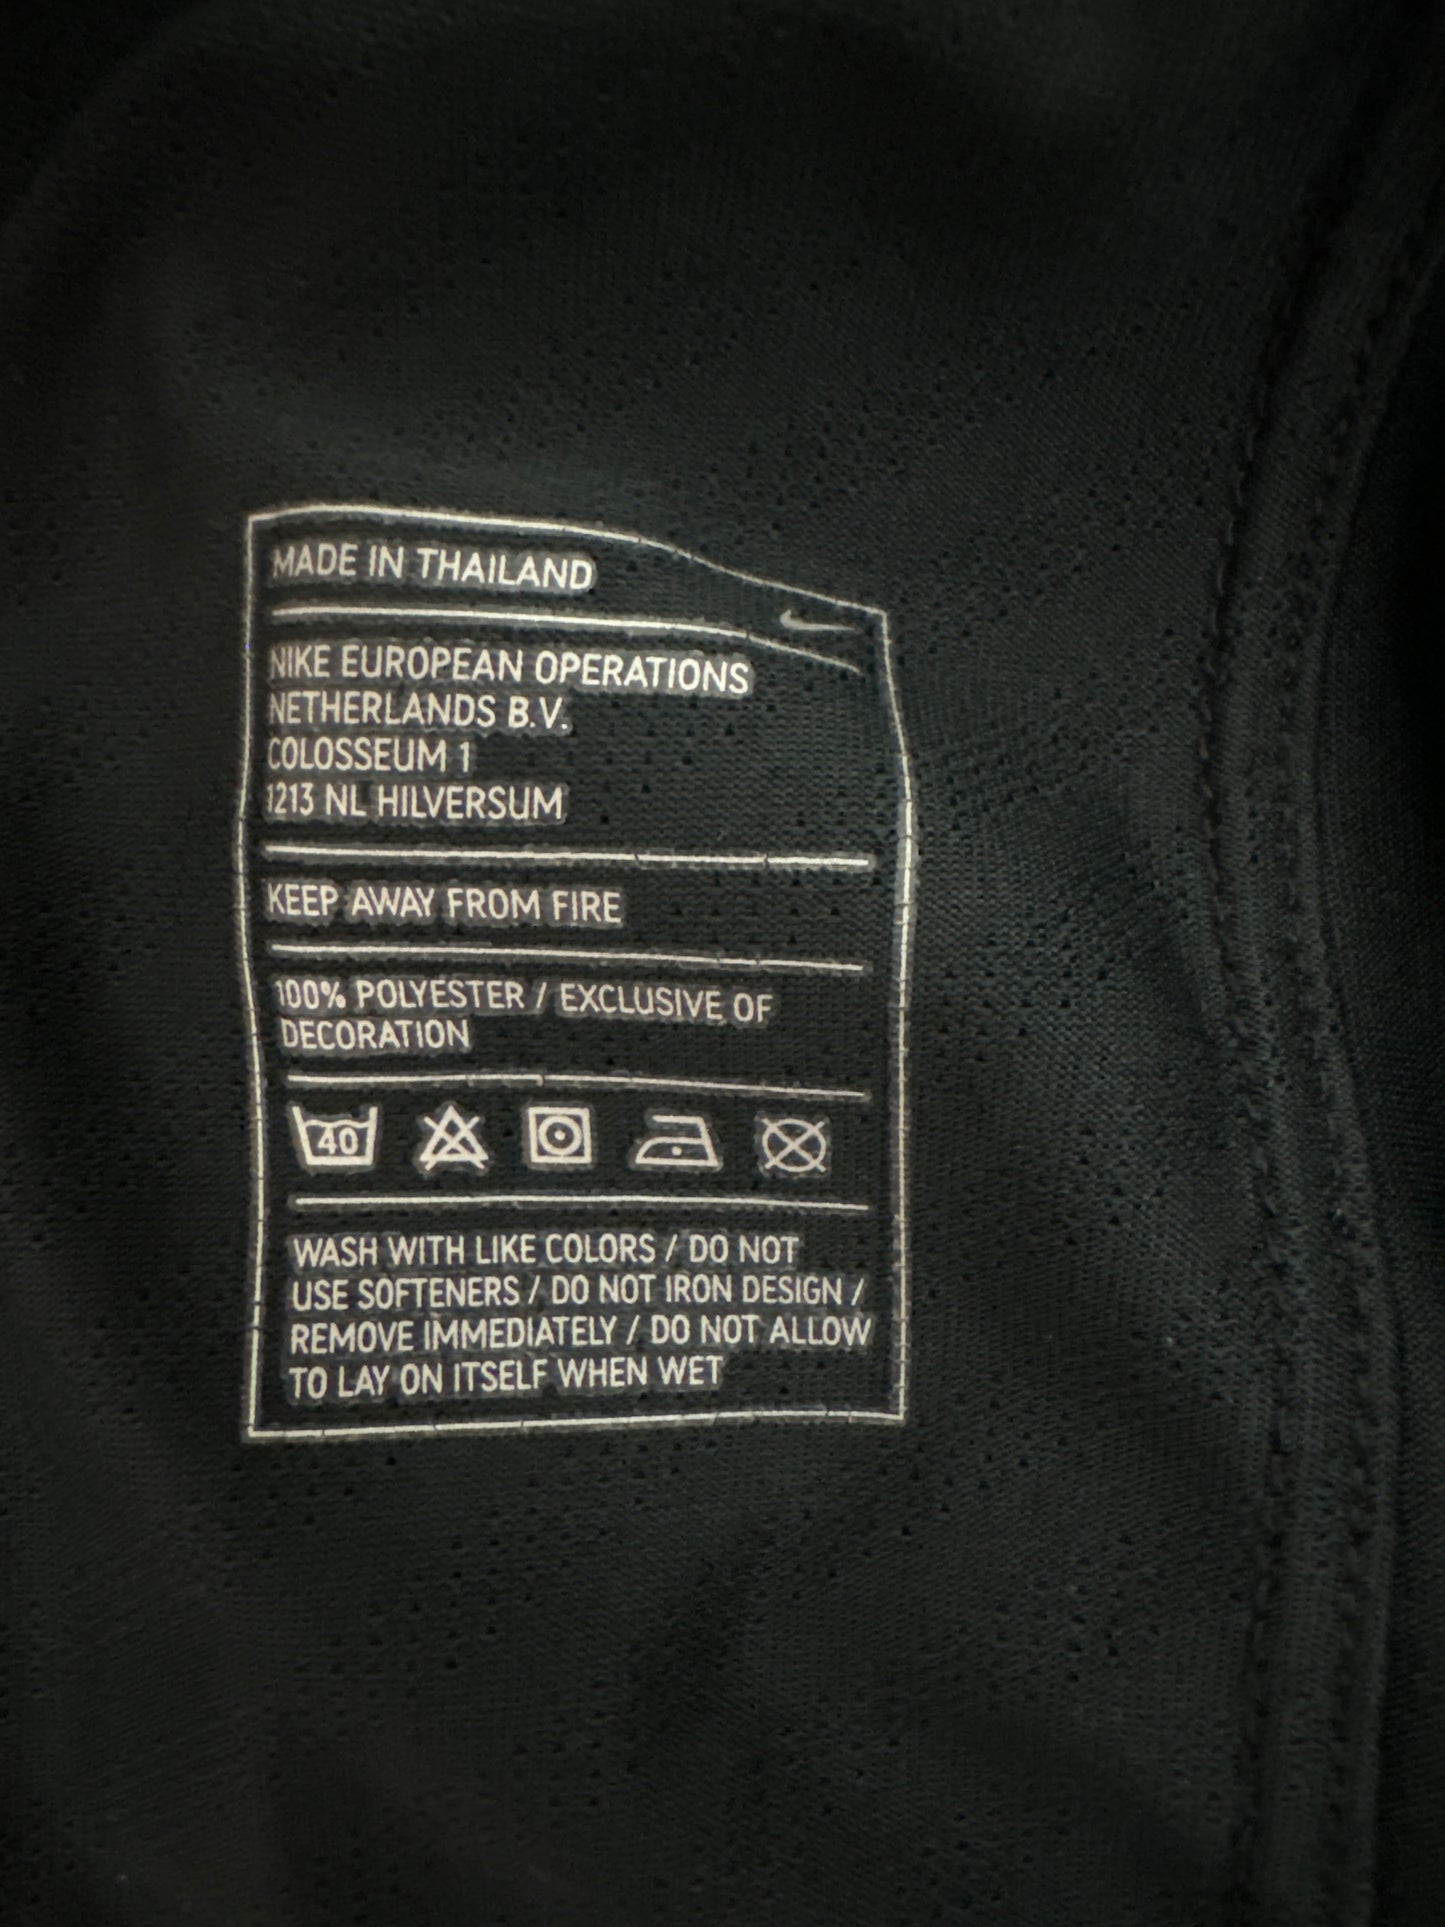 MADE IN THAILAND
NIKE EUROPEAN OPERATIONS
NETHERLANDS B.V.
COLOSSEUM 1
1213 NL HILVERSUM
KEEP AWAY FROM FIRE
100% POLYESTER / EXCLUSIVE OF
DECORATION
40
WASH WITH LIKE COLORS / DO NOT
USE SOFTENERS / DO NOT IRON DESIGN /
REMOVE IMMEDIATELY / DO NOT ALLOW
TO LAY ON ITSELF WHEN WET